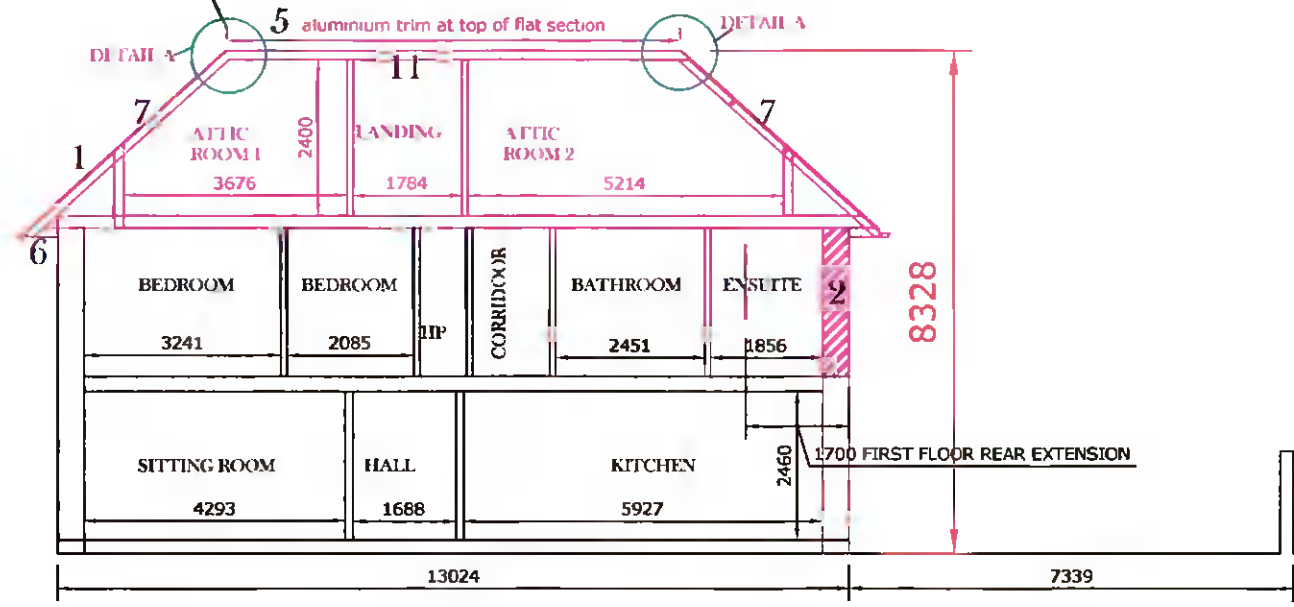 5 aluminium trim at top of flat section
DETAIL A
DETAIL A
11
7
7
1
ATTIC
ROOM 1
2400
LANDING
ATTIC
ROOM 2
3676
1784
5214
6
BEDROOM
BEDROOM
HP
CORRIDOOR
BATHROOM
ENSUITE
2
8328
3241
2085
2451
1856
SITTING ROOM
HALL
KITCHEN
2460
1700 FIRST FLOOR REAR EXTENSION
4293
1688
5927
13024
7339